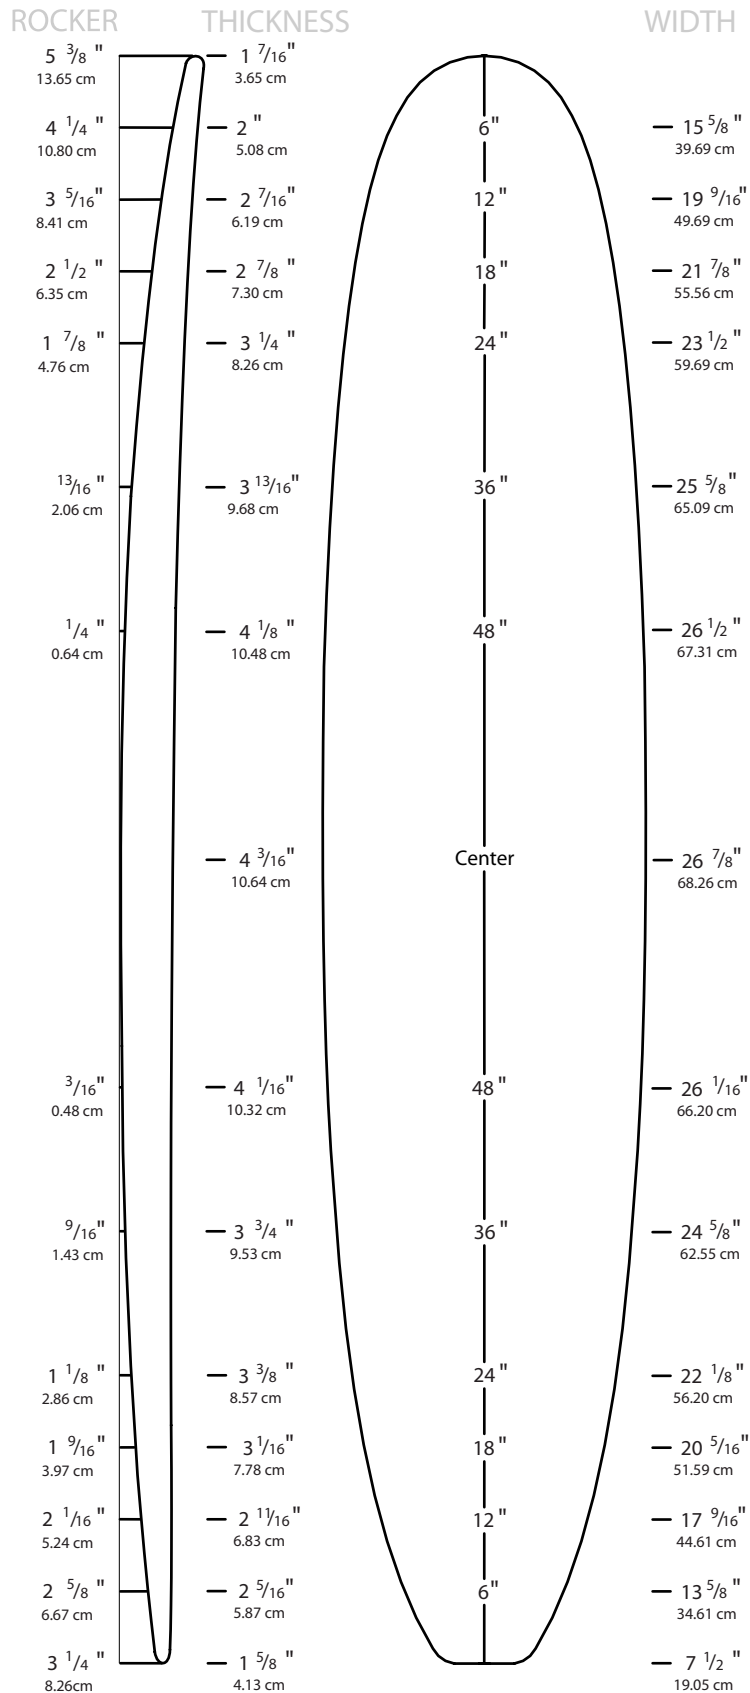 ROCKER THICKNESS WIDTH
5 3/8 " 1 7/16"
13.65 cm 3.65 cm
4 1/4 " 2 " 6" 15 5/8 "
10.80 cm 5.08 cm 39.69 cm
3 5/16" 2 7/16" 12" 19 9/16"
8.41 cm 6.19 cm 49.69 cm
2 1/2 " 2 7/8 " 18" 21 7/8 "
6.35 cm 7.30 cm 55.56 cm
1 7/8 " 3 1/4 " 24" 23 1/2 "
4.76 cm 8.26 cm 59.69 cm
13/16 " 3 13/16" 36" 25 5/8 "
2.06 cm 9.68 cm 65.09 cm
1/4 " 4 1/8 " 48" 26 1/2 "
0.64 cm 10.48 cm 67.31 cm
4 3/16" Center 26 7/8 "
10.64 cm 68.26 cm
3/16" 4 1/16" 48" 26 1/16"
0.48 cm 10.32 cm 66.20 cm
9/16" 3 3/4 " 36" 24 5/8 "
1.43 cm 9.53 cm 62.55 cm
1 1/8 " 3 3/8 " 24" 22 1/8 "
2.86 cm 8.57 cm 56.20 cm
1 9/16" 3 1/16" 18" 20 5/16"
3.97 cm 7.78 cm 51.59 cm
2 1/16 " 2 11/16" 12" 17 9/16"
5.24 cm 6.83 cm 44.61 cm
2 5/8 " 2 5/16" 6" 13 5/8 "
6.67 cm 5.87 cm 34.61 cm
3 1/4 " 1 5/8 " 7 1/2 "
8.26cm 4.13 cm 19.05 cm